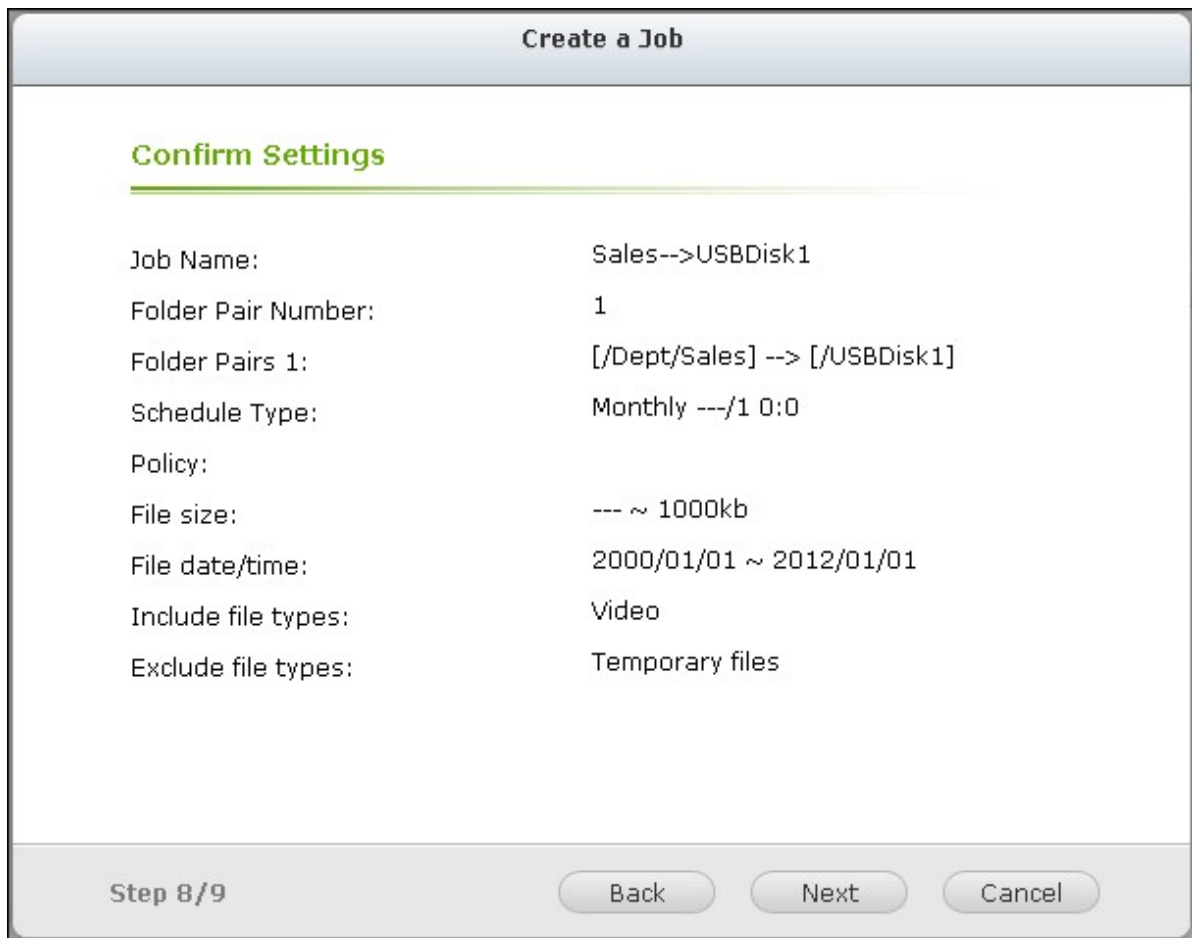 Create a Job
Confirm Settings
Job Name: Sales-->USBDisk1
Folder Pair Number: 1
Folder Pairs 1: [/Dept/Sales] --> [/USBDisk1]
Schedule Type: Monthly ---/1 0:0
Policy:
File size: --- ~ 1000kb
File date/time: 2000/01/01 ~ 2012/01/01
Include file types: Video
Exclude file types: Temporary files
Step 8/9 Back Next Cancel